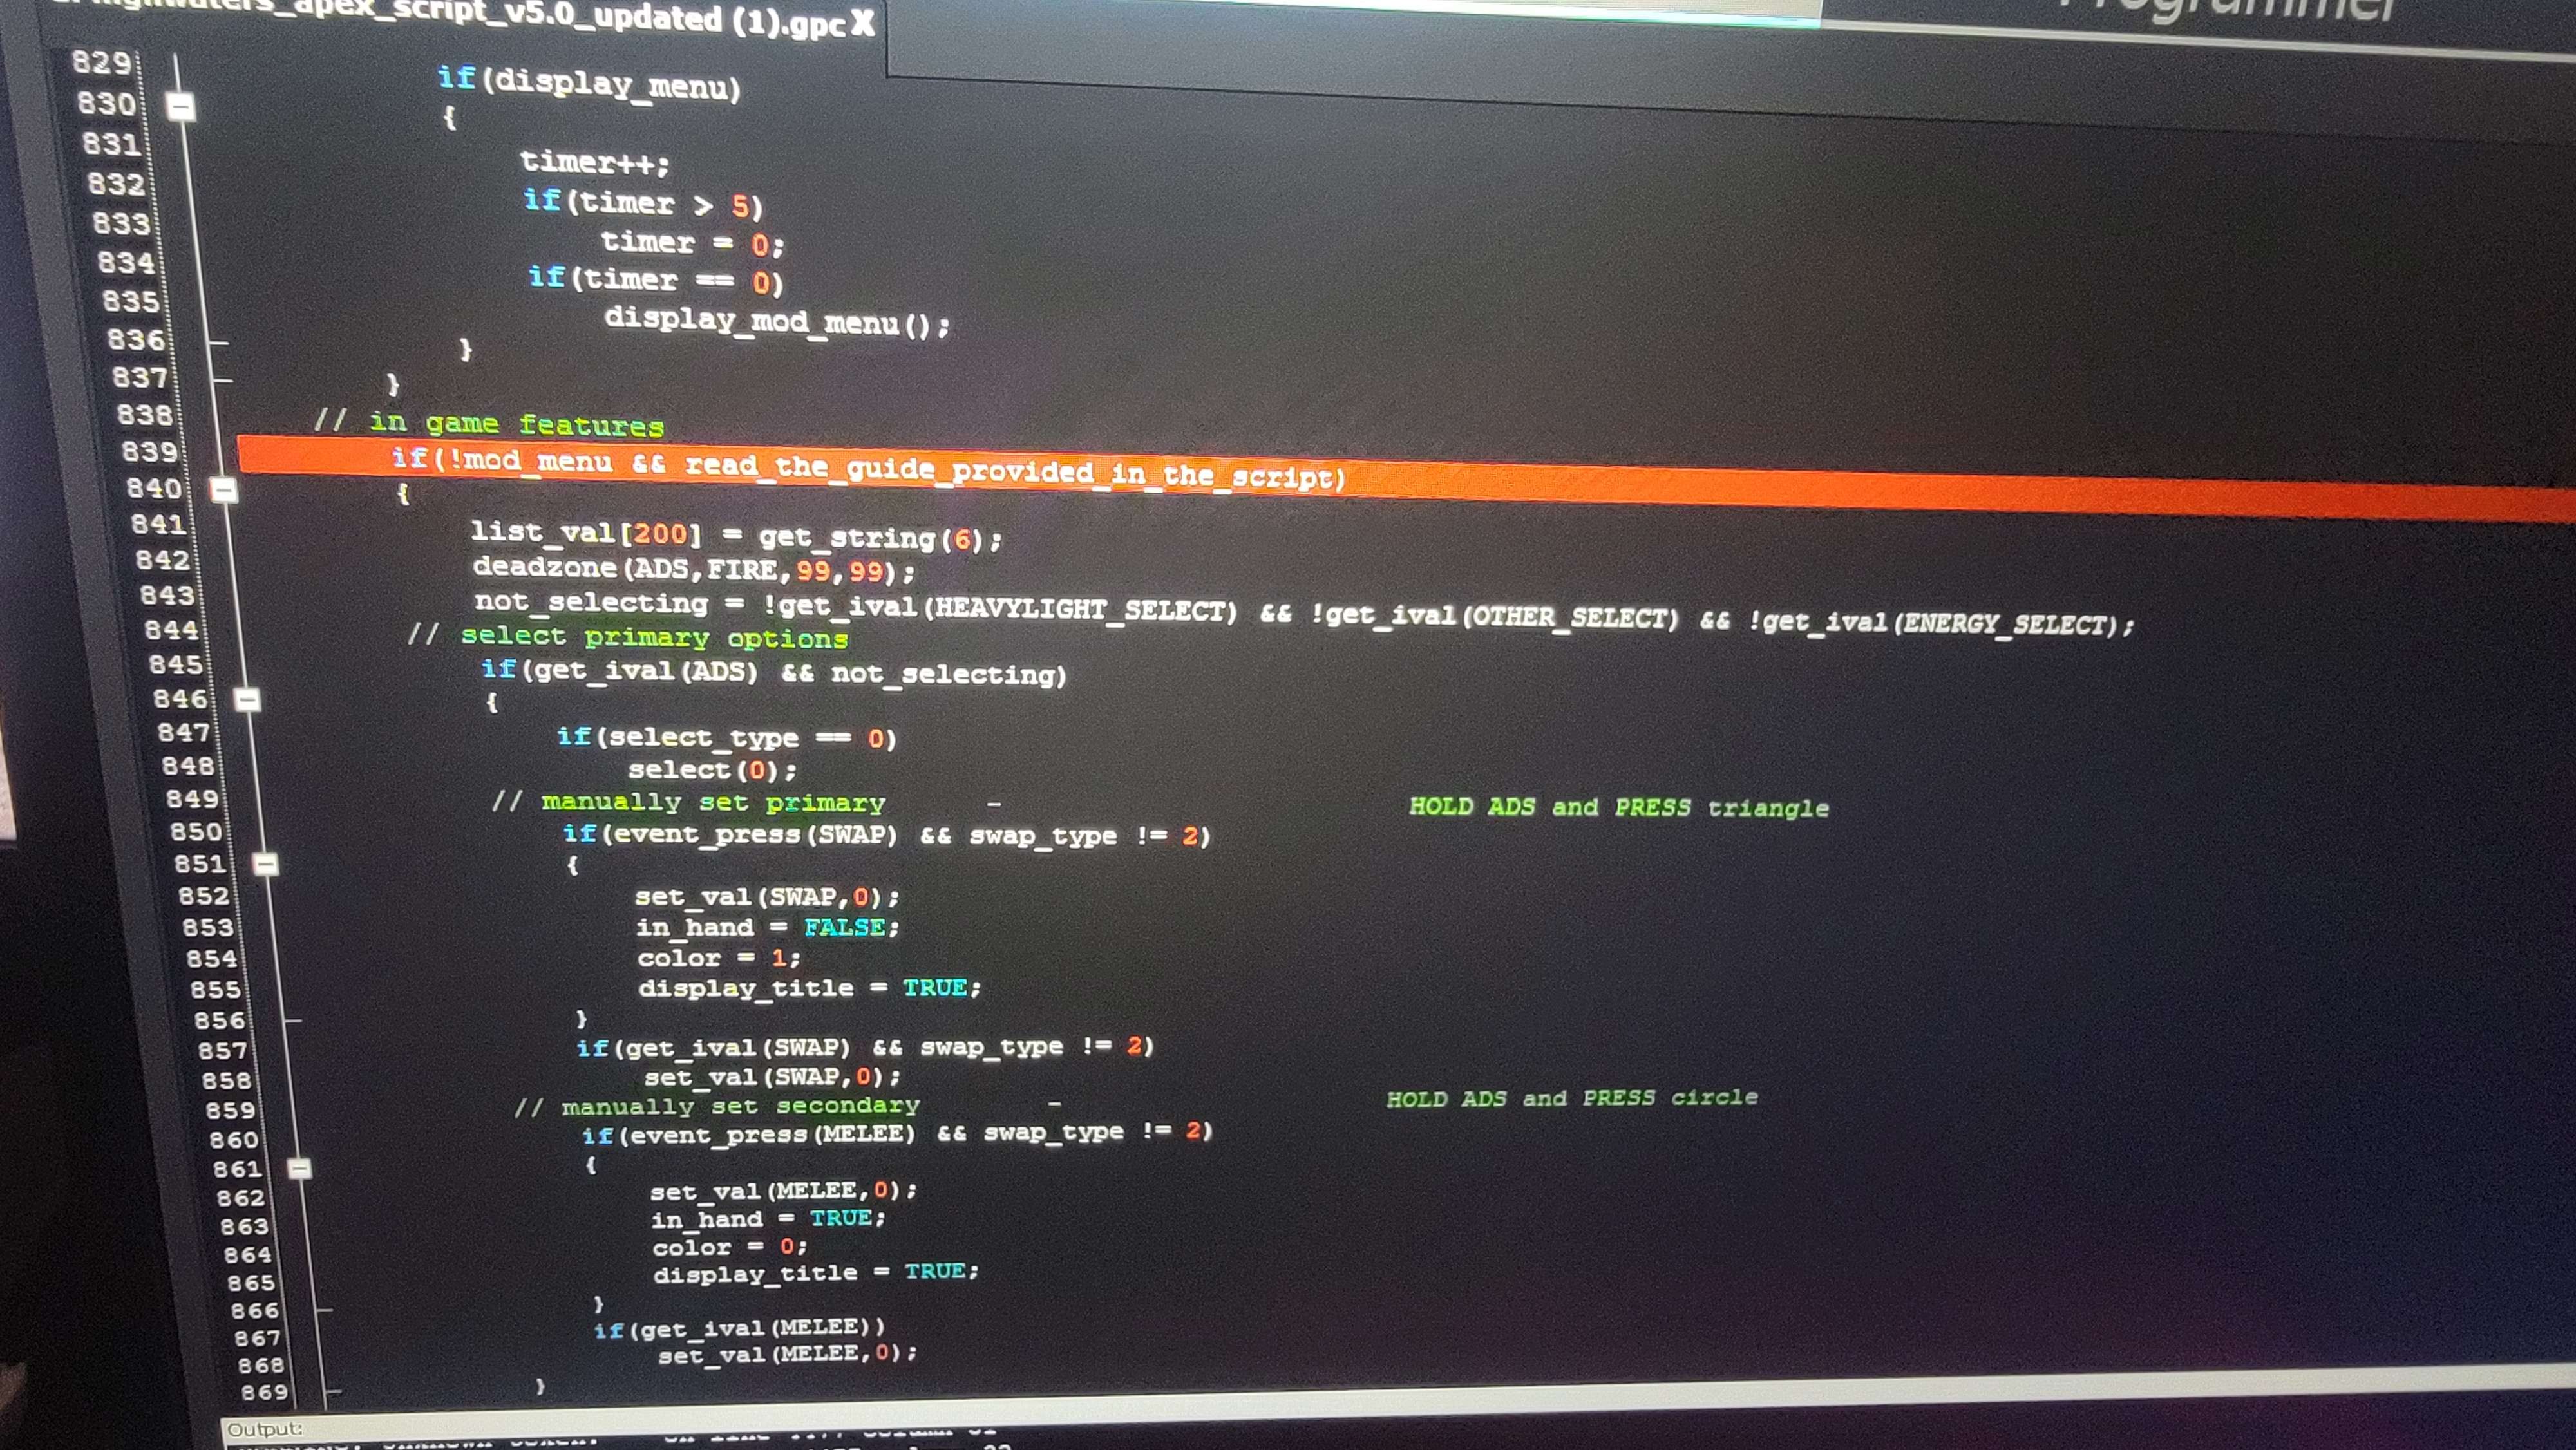 _apex_script_v5.0_updated (1).gpc X
Programmer
829 if(display_menu)
830 {
831 timer++;
832 if(timer > 5)
833 timer = 0;
834 if(timer == 0)
835 display_mod_menu();
836 }
837 }
838 // in game features
839 if(!mod_menu && read_the_guide_provided_in_the_script)
840 {
841 list_val[200] = get_string(6);
842 deadzone(ADS,FIRE,99,99);
843 not_selecting = !get_ival(HEAVYLIGHT_SELECT) && !get_ival(OTHER_SELECT) && !get_ival(ENERGY_SELECT);
844 // select primary options
845 if(get_ival(ADS) && not_selecting)
846 {
847 if(select_type == 0)
848 select(0);
849 // manually set primary - HOLD ADS and PRESS triangle
850 if(event_press(SWAP) && swap_type != 2)
851 {
852 set_val(SWAP,0);
853 in_hand = FALSE;
854 color = 1;
855 display_title = TRUE;
856 }
857 if(get_ival(SWAP) && swap_type != 2)
858 set_val(SWAP,0);
859 // manually set secondary - HOLD ADS and PRESS circle
860 if(event_press(MELEE) && swap_type != 2)
861 {
862 set_val(MELEE,0);
863 in_hand = TRUE;
864 color = 0;
865 display_title = TRUE;
866 }
867 if(get_ival(MELEE))
868 set_val(MELEE,0);
869 }
Output: